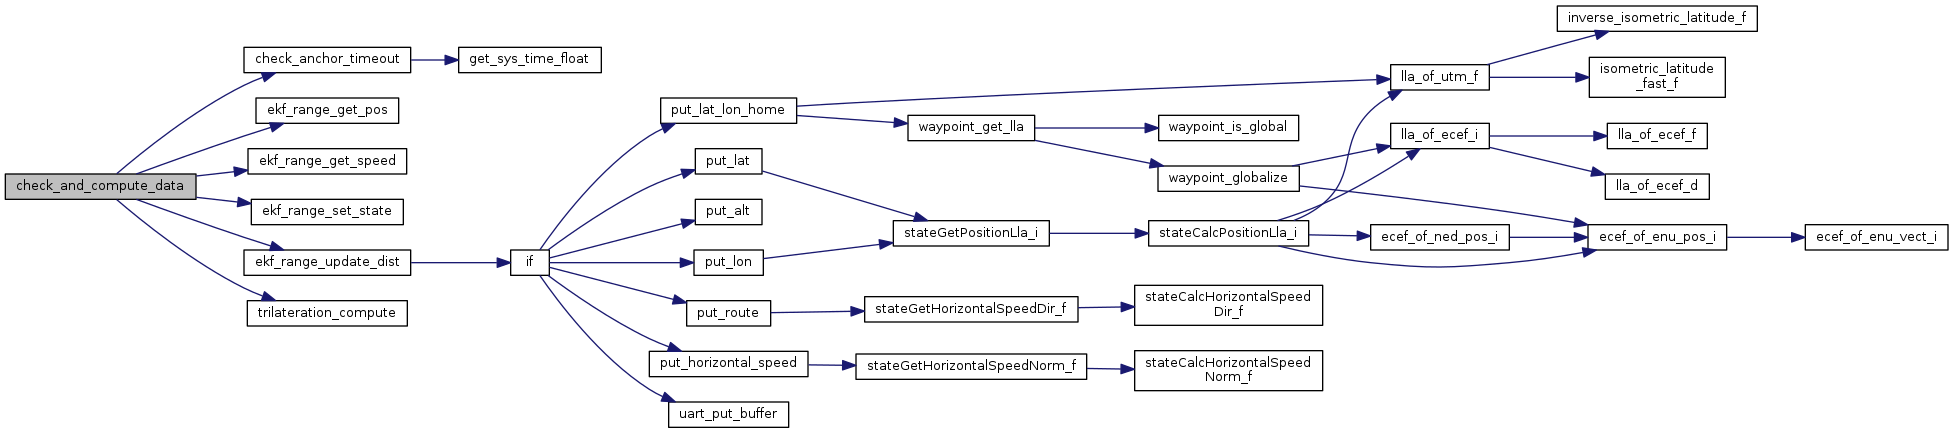 check_and_compute_data
check_anchor_timeout
get_sys_time_float
ekf_range_get_pos
ekf_range_get_speed
ekf_range_set_state
ekf_range_update_dist
trilateration_compute
if
put_lat_lon_home
put_lat
put_alt
put_lon
put_route
put_horizontal_speed
uart_put_buffer
waypoint_get_lla
stateGetPositionLla_i
stateGetHorizontalSpeedDir_f
stateGetHorizontalSpeedNorm_f
waypoint_is_global
waypoint_globalize
stateCalcPositionLla_i
stateCalcHorizontalSpeed
Dir_f
stateCalcHorizontalSpeed
Norm_f
lla_of_utm_f
lla_of_ecef_i
ecef_of_ned_pos_i
inverse_isometric_latitude_f
isometric_latitude
_fast_f
lla_of_ecef_f
lla_of_ecef_d
ecef_of_enu_pos_i
ecef_of_enu_vect_i